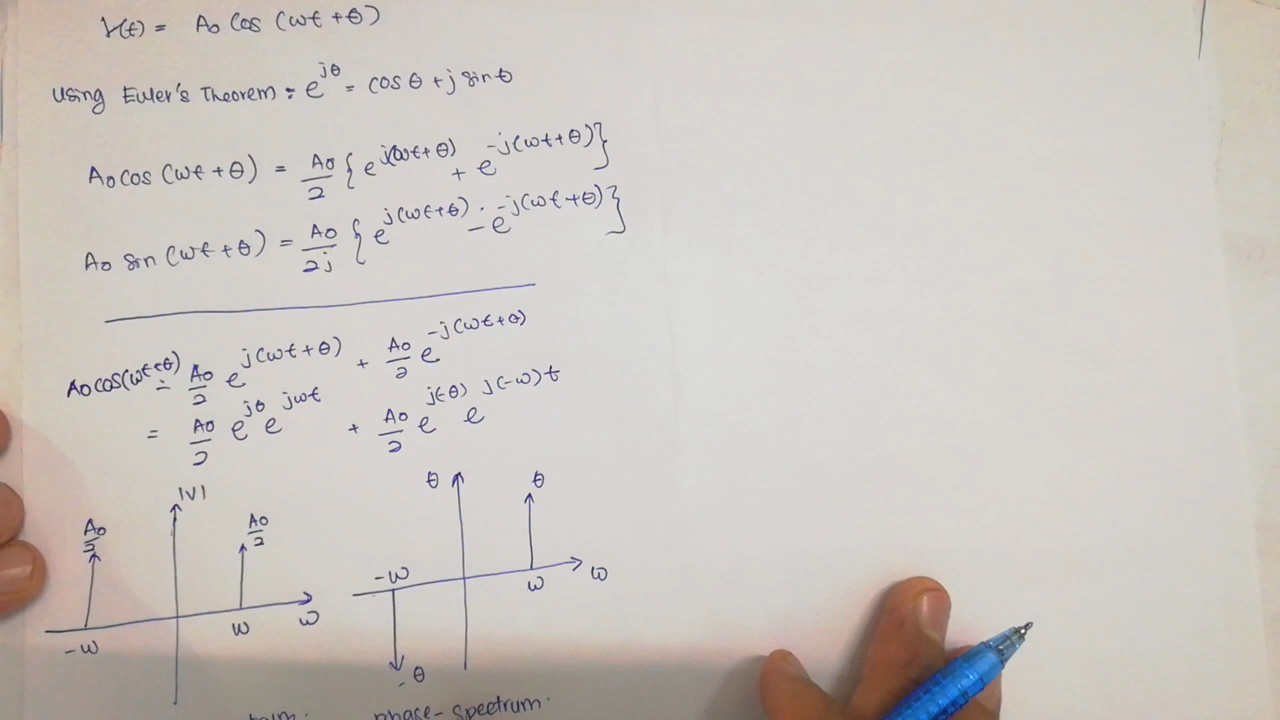 V(t) = A₀ cos (ωt + θ)
Using Euler's Theorem : e^{jθ} = cos θ + j sin θ
A₀ cos (ωt + θ) = A₀/2 { e^{j(ωt+θ)} + e^{-j(ωt+θ)} }
A₀ sin (ωt + θ) = A₀/2j { e^{j(ωt+θ)} - e^{-j(ωt+θ)} }
A₀ cos(ωt+θ) = A₀/2 e^{j(ωt+θ)} + A₀/2 e^{-j(ωt+θ)}
= A₀/2 e^{jθ} e^{jωt} + A₀/2 e^{j(-θ)} e^{j(-ω)t}
|V|
A₀/2
A₀/2
-ω
ω
ω
θ
θ
-ω
ω
ω
-θ
phase-spectrum.